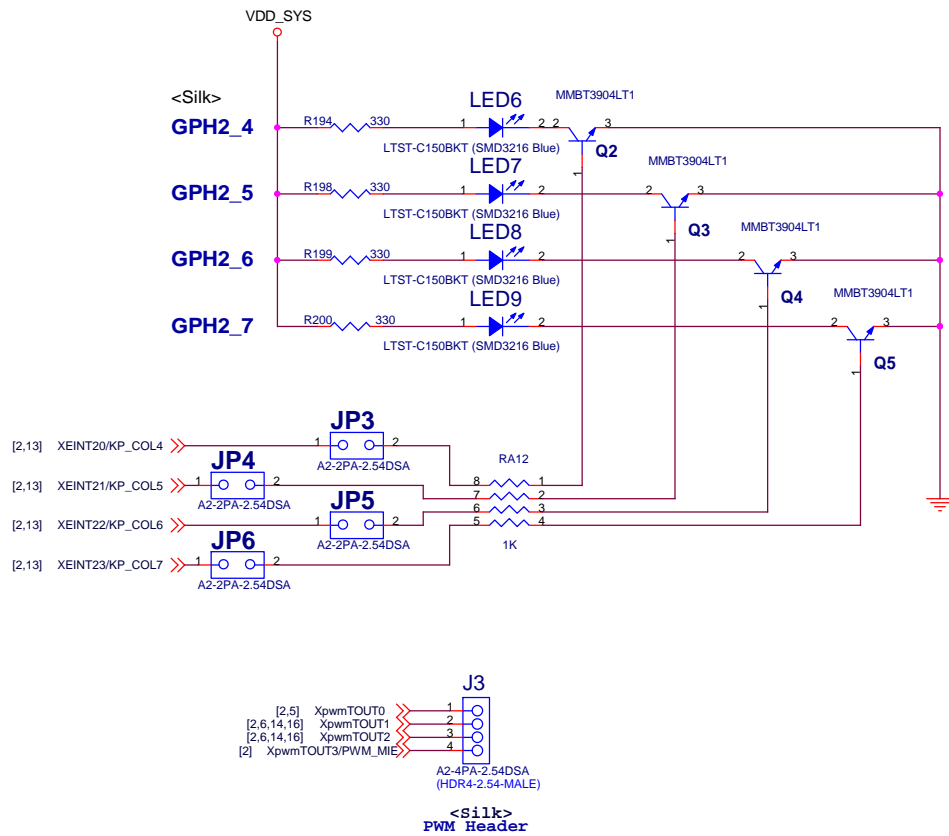 VDD_SYS
<Silk>
LED6
MMBT3904LT1
GPH2_4 R194 330 1 2 2 3
LTST-C150BKT (SMD3216 Blue) Q2
1
LED7
MMBT3904LT1
GPH2_5 R198 330 1 2 2 3
LTST-C150BKT (SMD3216 Blue) Q3
1
LED8
MMBT3904LT1
GPH2_6 R199 330 1 2 2 3
LTST-C150BKT (SMD3216 Blue) Q4
1
LED9
MMBT3904LT1
GPH2_7 R200 330 1 2 2 3
LTST-C150BKT (SMD3216 Blue) Q5
1
JP3
[2,13] XEINT20/KP_COL4 1 2
A2-2PA-2.54DSA
RA12
8 1
JP4
[2,13] XEINT21/KP_COL5 1 2
7 2
A2-2PA-2.54DSA
JP5
6 3
[2,13] XEINT22/KP_COL6 1 2
5 4
A2-2PA-2.54DSA
1K
JP6
[2,13] XEINT23/KP_COL7 1 2
A2-2PA-2.54DSA
J3
[2,5] XpwmTOUT0 1
[2,6,14,16] XpwmTOUT1 2
[2,6,14,16] XpwmTOUT2 3
[2] XpwmTOUT3/PWM_MIE 4
A2-4PA-2.54DSA
(HDR4-2.54-MALE)
<Silk>
PWM Header